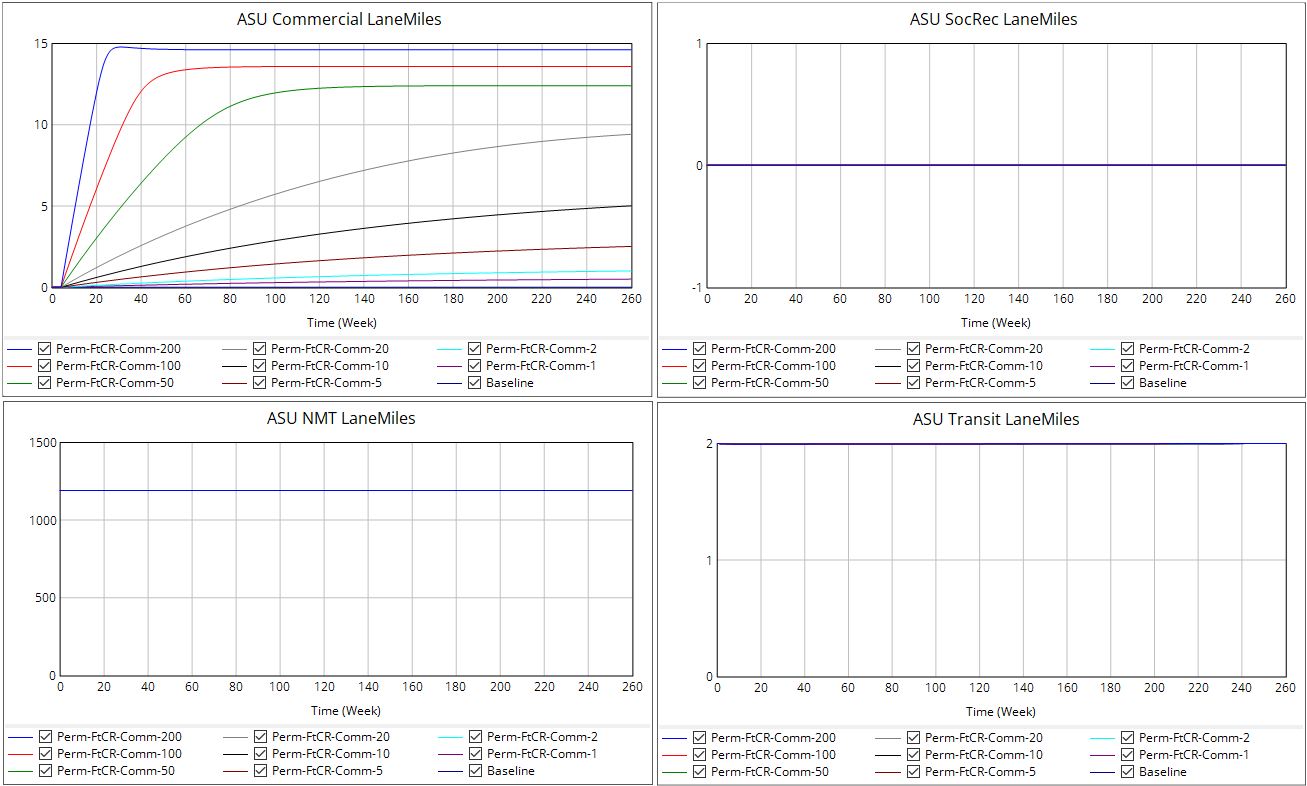 ASU Commercial LaneMiles
15
10
5
0
0 20 40 60 80 100 120 140 160 180 200 220 240 260
Time (Week)
Perm-FtCR-Comm-200 Perm-FtCR-Comm-20 Perm-FtCR-Comm-2
Perm-FtCR-Comm-100 Perm-FtCR-Comm-10 Perm-FtCR-Comm-1
Perm-FtCR-Comm-50 Perm-FtCR-Comm-5 Baseline
ASU SocRec LaneMiles
1
0
-1
0 20 40 60 80 100 120 140 160 180 200 220 240 260
Time (Week)
Perm-FtCR-Comm-200 Perm-FtCR-Comm-20 Perm-FtCR-Comm-2
Perm-FtCR-Comm-100 Perm-FtCR-Comm-10 Perm-FtCR-Comm-1
Perm-FtCR-Comm-50 Perm-FtCR-Comm-5 Baseline
ASU NMT LaneMiles
1500
1000
500
0
0 20 40 60 80 100 120 140 160 180 200 220 240 260
Time (Week)
Perm-FtCR-Comm-200 Perm-FtCR-Comm-20 Perm-FtCR-Comm-2
Perm-FtCR-Comm-100 Perm-FtCR-Comm-10 Perm-FtCR-Comm-1
Perm-FtCR-Comm-50 Perm-FtCR-Comm-5 Baseline
ASU Transit LaneMiles
2
1
0
0 20 40 60 80 100 120 140 160 180 200 220 240 260
Time (Week)
Perm-FtCR-Comm-200 Perm-FtCR-Comm-20 Perm-FtCR-Comm-2
Perm-FtCR-Comm-100 Perm-FtCR-Comm-10 Perm-FtCR-Comm-1
Perm-FtCR-Comm-50 Perm-FtCR-Comm-5 Baseline